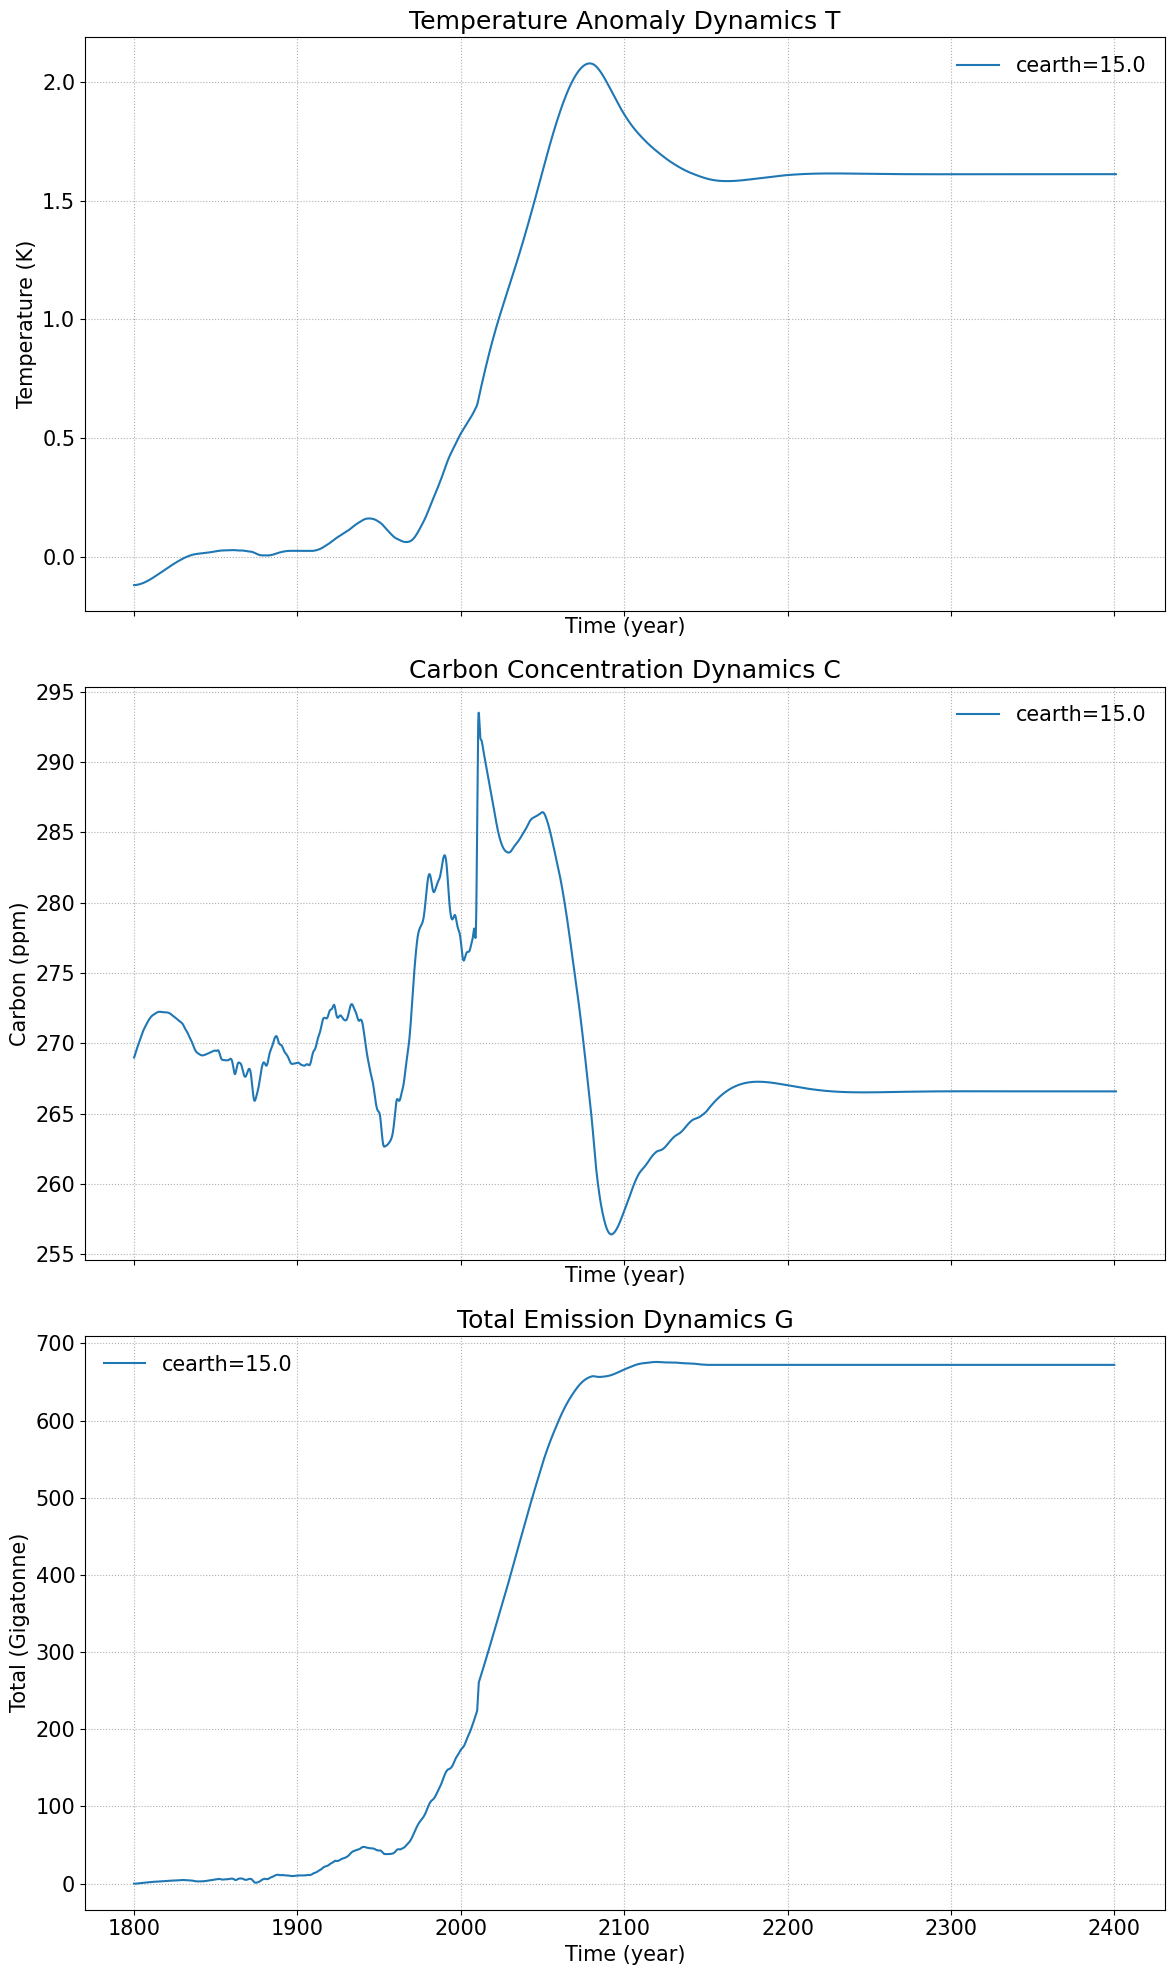 Temperature Anomaly Dynamics T
cearth=15.0
2.0
1.5
1.0
0.5
0.0
Temperature (K)
Time (year)
Carbon Concentration Dynamics C
cearth=15.0
295
290
285
280
275
270
265
260
255
Carbon (ppm)
Time (year)
Total Emission Dynamics G
cearth=15.0
700
600
500
400
300
200
100
0
Total (Gigatonne)
1800 1900 2000 2100 2200 2300 2400
Time (year)